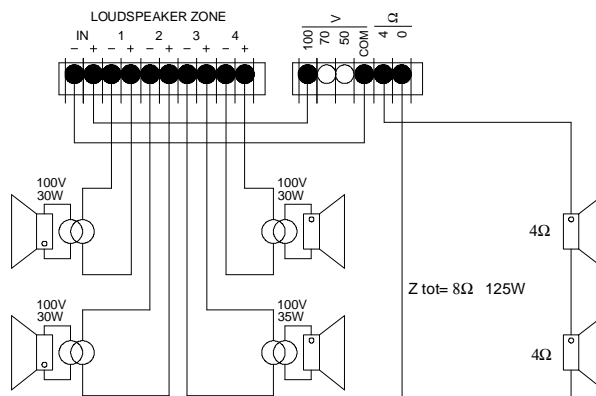 LOUDSPEAKER ZONE
IN 1 2 3 4
– + – + – + – + – +
V
4 Ω
100 70 50 COM 4 0
100V
30W
100V
30W
4Ω
Z tot= 8Ω 125W
100V
30W
100V
35W
4Ω